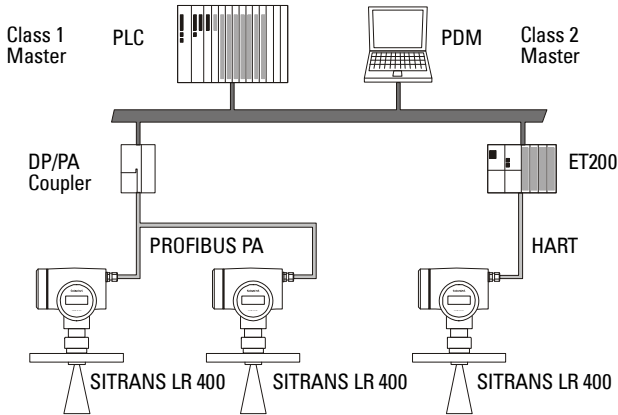 Class 1
Master
PLC
PDM
Class 2
Master
DP/PA
Coupler
ET200
PROFIBUS PA
HART
SITRANS LR 400
SITRANS LR 400
SITRANS LR 400